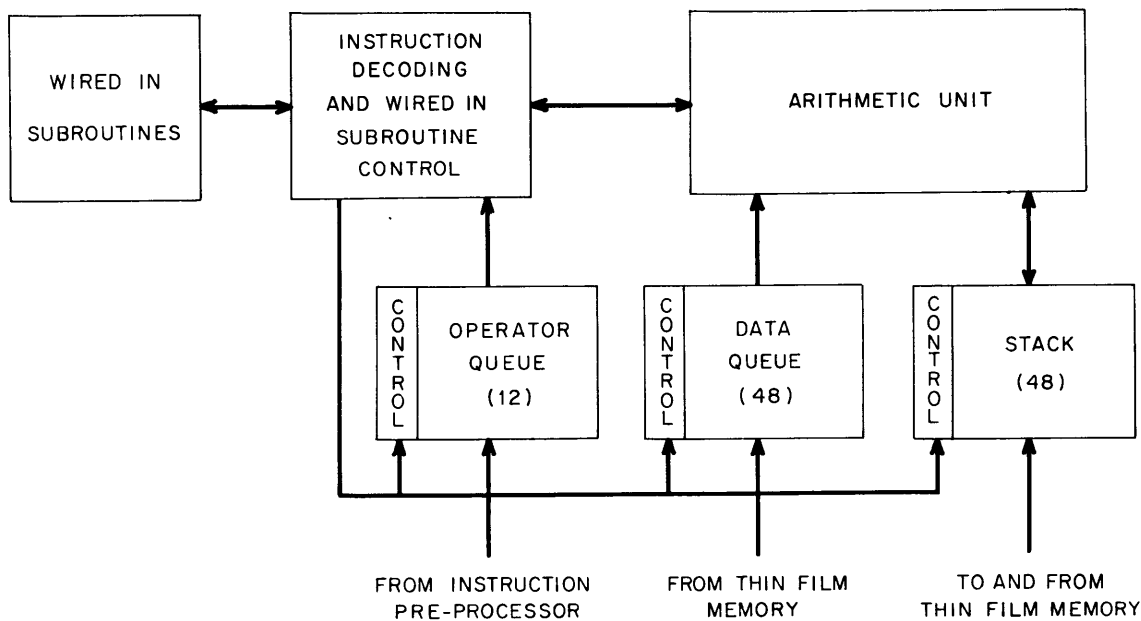 WIRED IN
SUBROUTINES
INSTRUCTION
DECODING
AND WIRED IN
SUBROUTINE
CONTROL
ARITHMETIC UNIT
CONTROL
OPERATOR
QUEUE
(12)
CONTROL
DATA
QUEUE
(48)
CONTROL
STACK
(48)
FROM INSTRUCTION
PRE-PROCESSOR
FROM THIN FILM
MEMORY
TO AND FROM
THIN FILM MEMORY